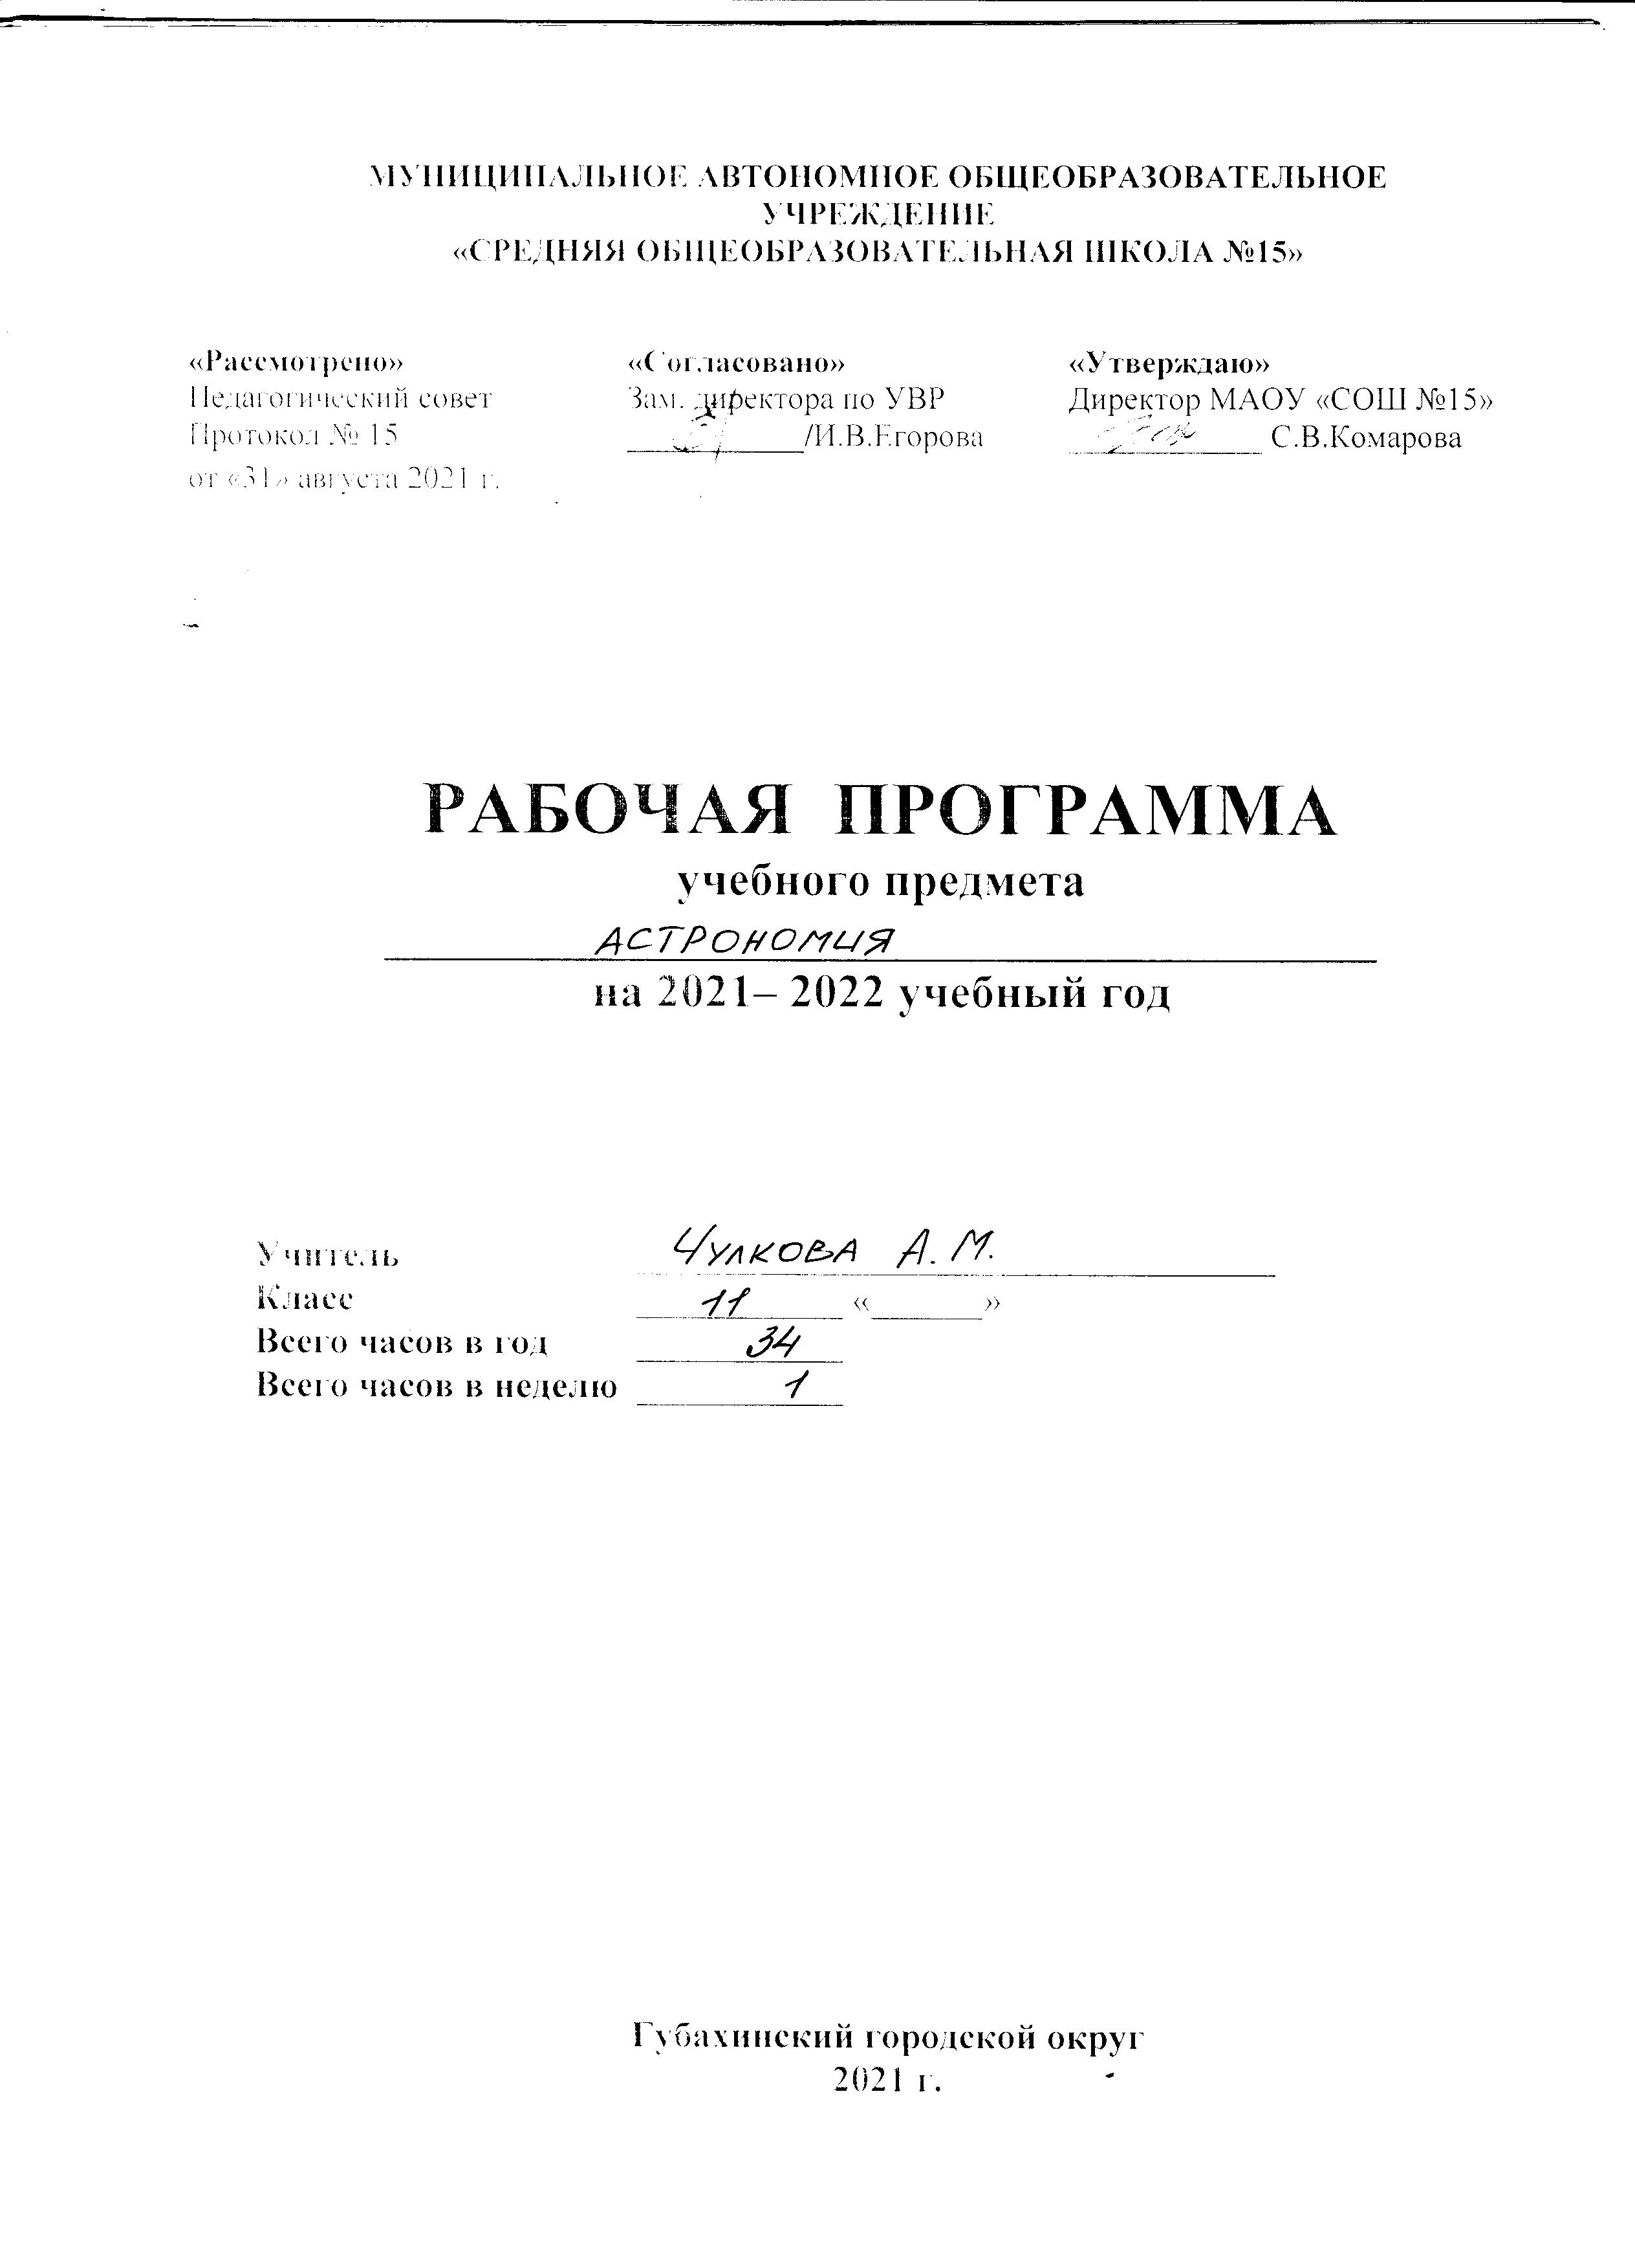 МУНИЦИПАЛЬНОЕ АВТОНОМНОЕ ОБЩЕОБРАЗОВАТЕЛЬНОЕ
УЧРЕЖДЕНИЕ
«СРЕДНЯЯ ОБЩЕОБРАЗОВАТЕЛЬНАЯ ШКОЛА №15»
«Рассмотрено»
Педагогический совет
Протокол № 15
от «31» августа 2021 г.
«Согласовано»
Зам. директора по УВР
/И.В.Егорова
«Утверждаю»
Директор МАОУ «СОШ №15»
С.В.Комарова
РАБОЧАЯ ПРОГРАММА
учебного предмета
АСТРОНОМИЯ
на 2021– 2022 учебный год
Учитель ЧУЛКОВА А.М.
Класс 11 « »
Всего часов в год 34
Всего часов в неделю 1
Губахинский городской округ
2021 г.